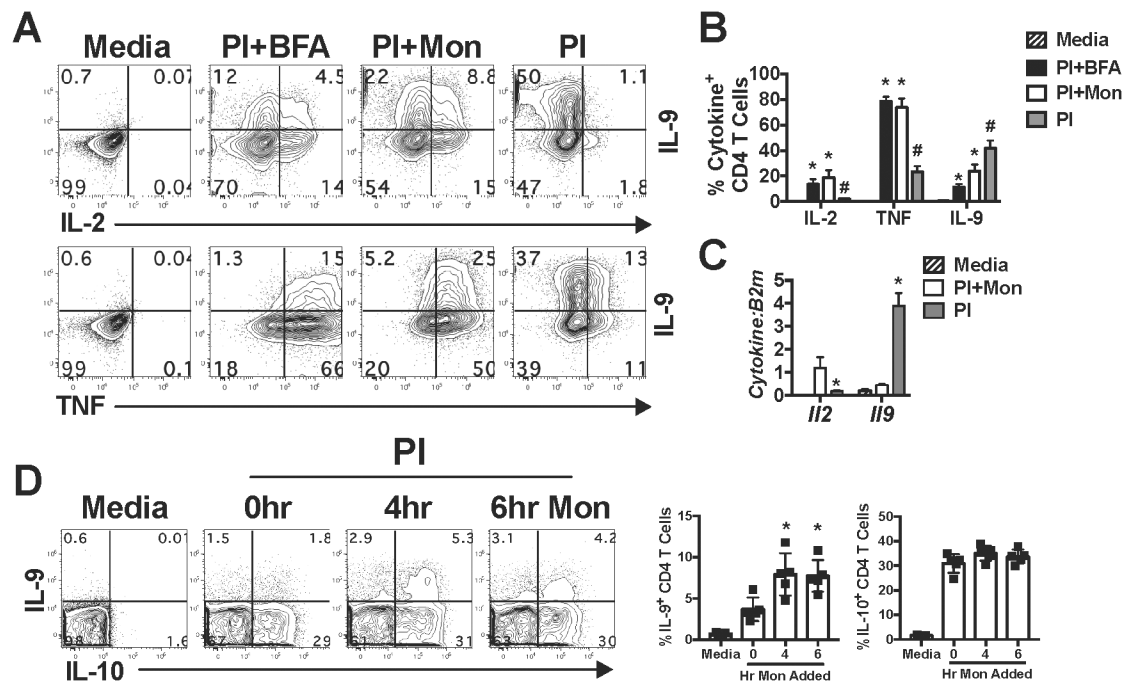 A
Media PI+BFA PI+Mon PI
0.7 0.07 12 4.5 22 8.8 50 1.1
99 0.04 70 14 54 15 47 1.8
IL-9
IL-2
0.6 0.04 1.3 15 5.2 25 37 13
99 0.1 18 66 20 50 39 11
IL-9
TNF
B
Media
PI+BFA
PI+Mon
PI
% Cytokine+
CD4 T Cells
100
80
60
40
20
0
* * # * * # * * #
IL-2 TNF IL-9
C
Media
PI+Mon
PI
Cytokine:B2m
5
4
3
2
1
0
* *
Il2 Il9
D
PI
Media 0hr 4hr 6hr Mon
0.6 0.01 1.5 1.8 2.9 5.3 3.1 4.2
98 1.6 67 29 61 31 63 30
IL-9
IL-10
% IL-9+ CD4 T Cells
15
10
5
0
* *
Media 0 4 6
Hr Mon Added
% IL-10+ CD4 T Cells
50
40
30
20
10
0
Media 0 4 6
Hr Mon Added